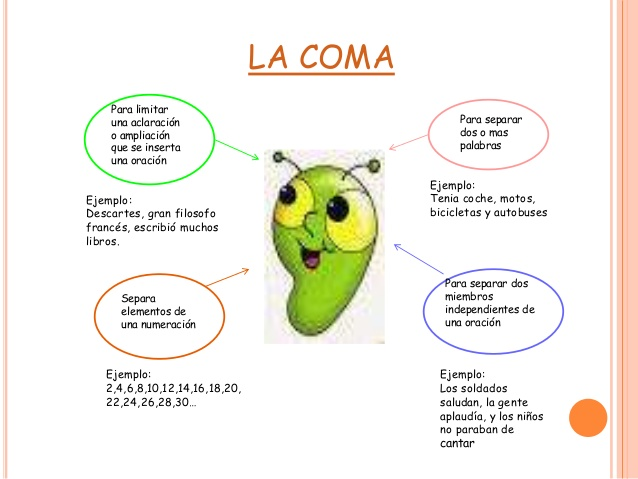 LA COMA
Para limitar
una aclaración
o ampliación
que se inserta
una oración
Ejemplo:
Descartes, gran filosofo
francés, escribió muchos
libros.
Para separar
dos o mas
palabras
Ejemplo:
Tenia coche, motos,
bicicletas y autobuses
Separa
elementos de
una numeración
Ejemplo:
2,4,6,8,10,12,14,16,18,20,
22,24,26,28,30…
Para separar dos
miembros
independientes de
una oración
Ejemplo:
Los soldados
saludan, la gente
aplaudía, y los niños
no paraban de
cantar